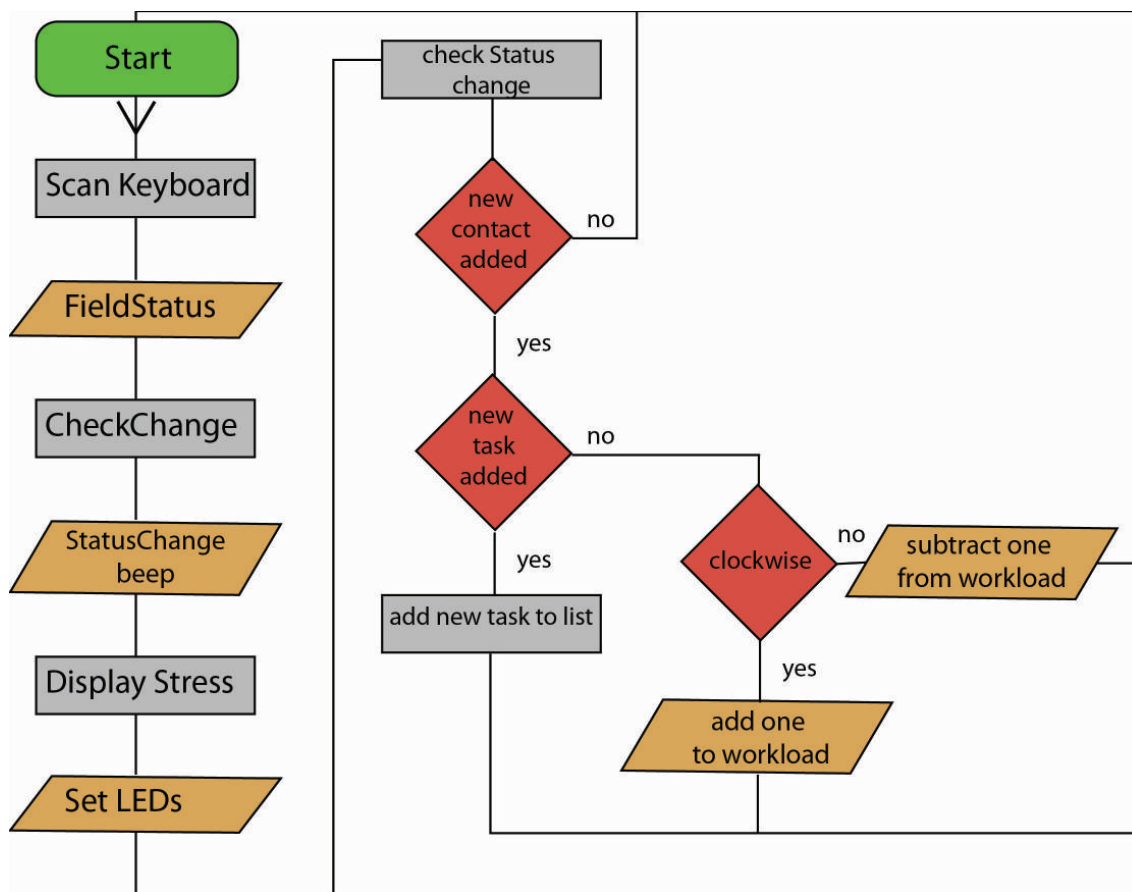 Start
Scan Keyboard
FieldStatus
CheckChange
StatusChange
beep
Display Stress
Set LEDs
check Status
change
new
contact
added
no
yes
new
task
added
no
yes
add new task to list
clockwise
no
subtract one
from workload
yes
add one
to workload